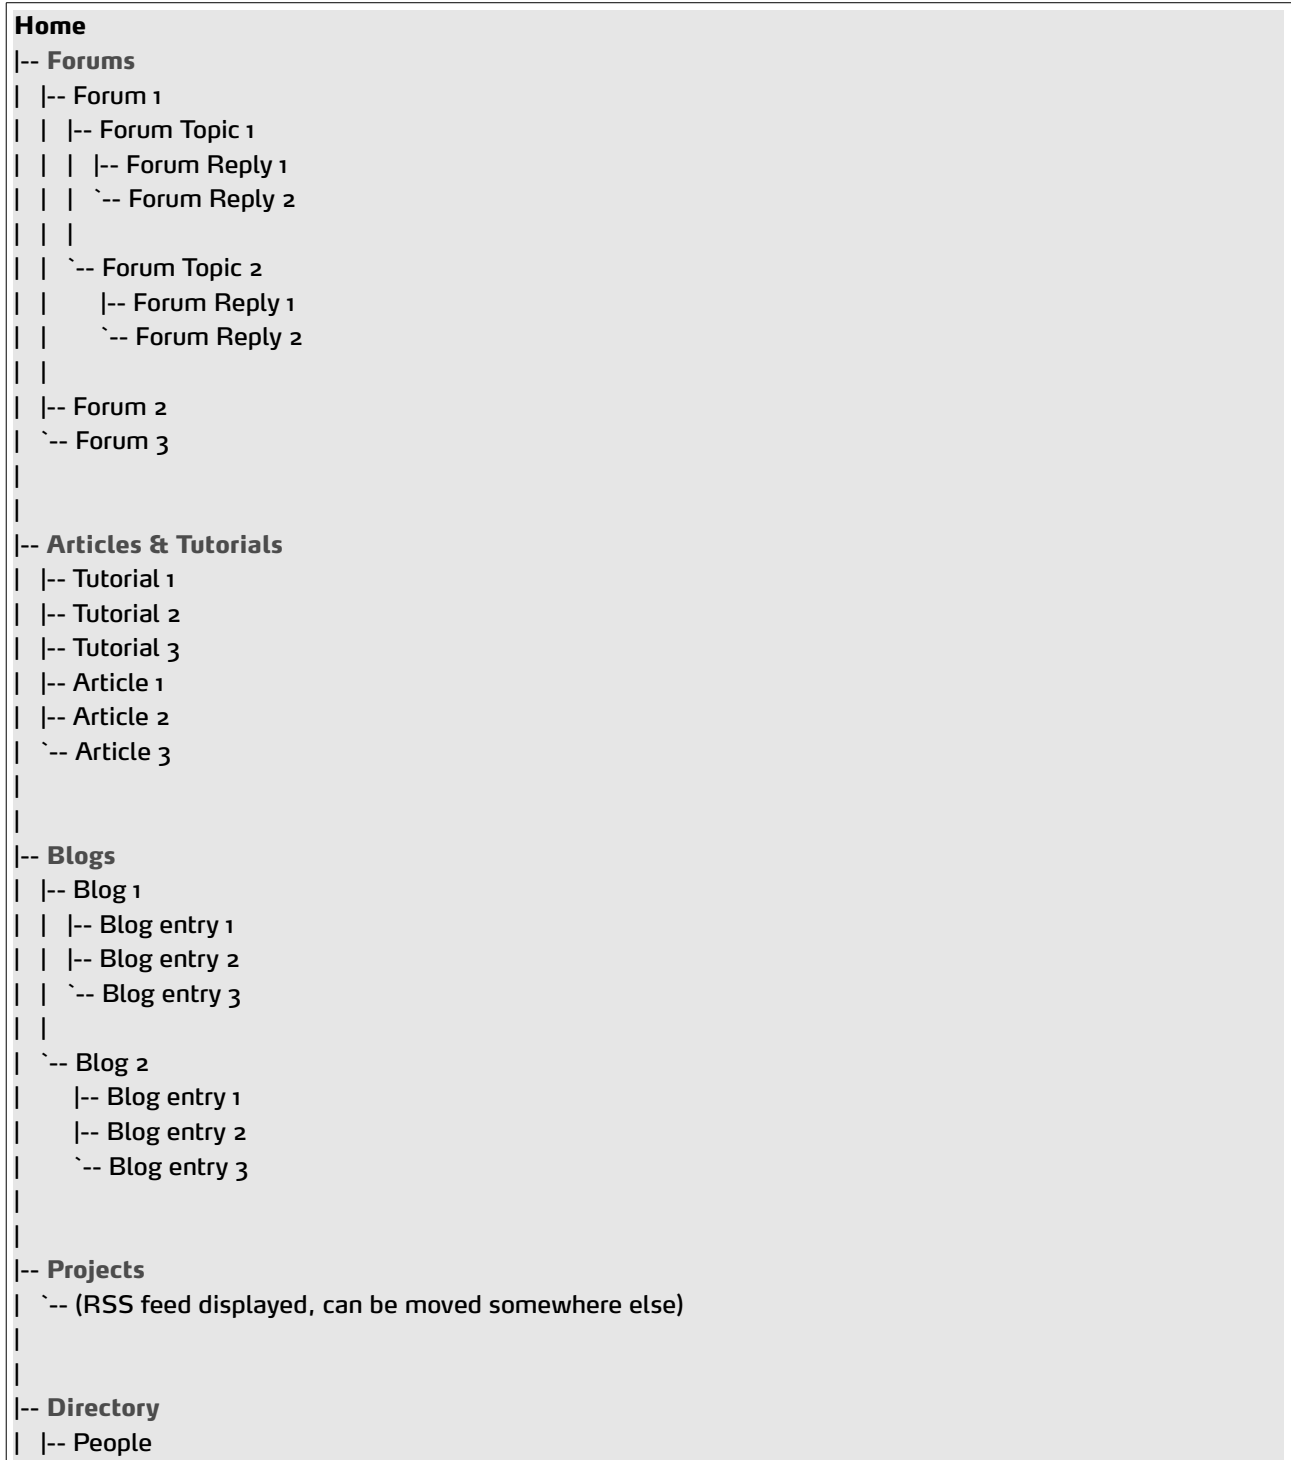 Home
|-- Forums
|   |-- Forum 1
|   |   |-- Forum Topic 1
|   |   |   |-- Forum Reply 1
|   |   |   `-- Forum Reply 2
|   |   |
|   |   `-- Forum Topic 2
|   |       |-- Forum Reply 1
|   |       `-- Forum Reply 2
|   |
|   |-- Forum 2
|   `-- Forum 3
|
|
|-- Articles & Tutorials
|   |-- Tutorial 1
|   |-- Tutorial 2
|   |-- Tutorial 3
|   |-- Article 1
|   |-- Article 2
|   `-- Article 3
|
|
|-- Blogs
|   |-- Blog 1
|   |   |-- Blog entry 1
|   |   |-- Blog entry 2
|   |   `-- Blog entry 3
|   |
|   `-- Blog 2
|       |-- Blog entry 1
|       |-- Blog entry 2
|       `-- Blog entry 3
|
|
|-- Projects
|   `-- (RSS feed displayed, can be moved somewhere else)
|
|
|-- Directory
|   |-- People